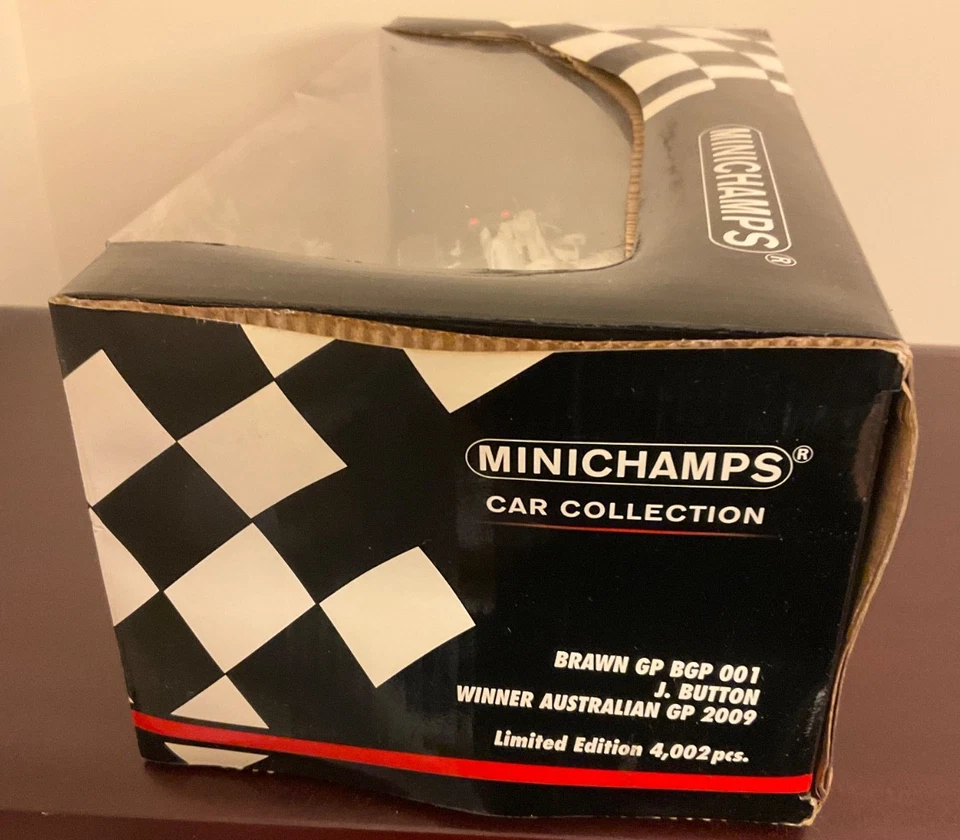 MINICHAMPS®
MINICHAMPS®
CAR COLLECTION
BRAWN GP BGP 001
J. BUTTON
WINNER AUSTRALIAN GP 2009
Limited Edition 4,002 pcs.